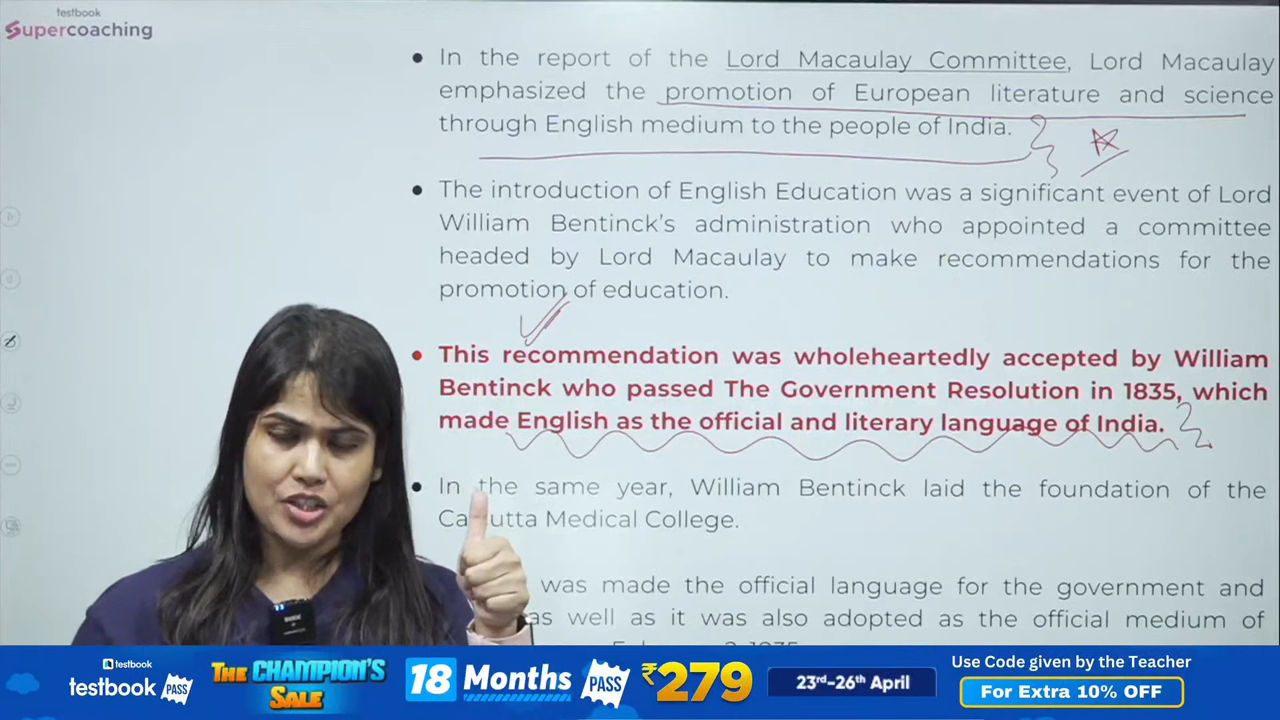 testbook
Supercoaching
• In the report of the Lord Macaulay Committee, Lord Macaulay
emphasized the promotion of European literature and science
through English medium to the people of India.
• The introduction of English Education was a significant event of Lord
William Bentinck's administration who appointed a committee
headed by Lord Macaulay to make recommendations for the
promotion of education.
• This recommendation was wholeheartedly accepted by William
Bentinck who passed The Government Resolution in 1835, which
made English as the official and literary language of India.
• In the same year, William Bentinck laid the foundation of the
Calcutta Medical College.
was made the official language for the government and
as well as it was also adopted as the official medium of
testbook
testbook PASS
THE CHAMPION'S
SALE
18 Months PASS ₹279
23rd-26th April
Use Code given by the Teacher
For Extra 10% OFF